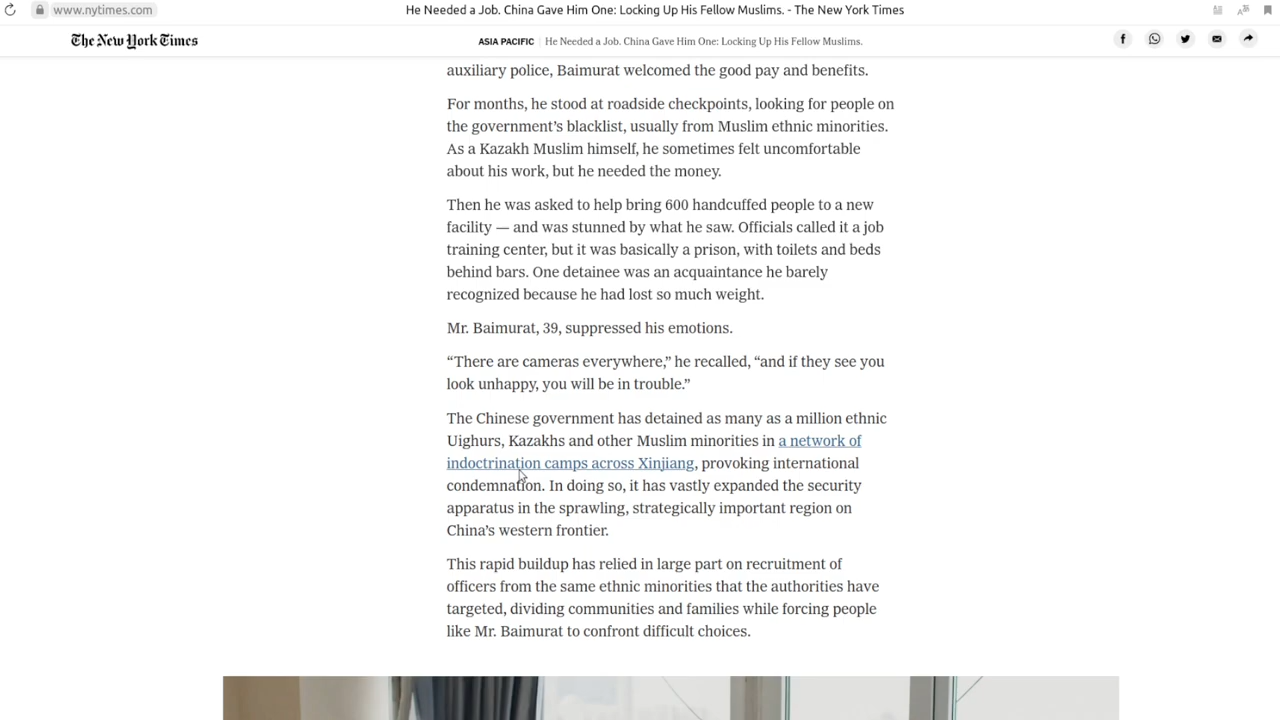 www.nytimes.com
He Needed a Job. China Gave Him One: Locking Up His Fellow Muslims. - The New York Times
The New York Times
ASIA PACIFIC
He Needed a Job. China Gave Him One: Locking Up His Fellow Muslims.
auxiliary police, Baimurat welcomed the good pay and benefits.
For months, he stood at roadside checkpoints, looking for people on
the government’s blacklist, usually from Muslim ethnic minorities.
As a Kazakh Muslim himself, he sometimes felt uncomfortable
about his work, but he needed the money.
Then he was asked to help bring 600 handcuffed people to a new
facility — and was stunned by what he saw. Officials called it a job
training center, but it was basically a prison, with toilets and beds
behind bars. One detainee was an acquaintance he barely
recognized because he had lost so much weight.
Mr. Baimurat, 39, suppressed his emotions.
“There are cameras everywhere,” he recalled, “and if they see you
look unhappy, you will be in trouble.”
The Chinese government has detained as many as a million ethnic
Uighurs, Kazakhs and other Muslim minorities in a network of
indoctrination camps across Xinjiang, provoking international
condemnation. In doing so, it has vastly expanded the security
apparatus in the sprawling, strategically important region on
China’s western frontier.
This rapid buildup has relied in large part on recruitment of
officers from the same ethnic minorities that the authorities have
targeted, dividing communities and families while forcing people
like Mr. Baimurat to confront difficult choices.